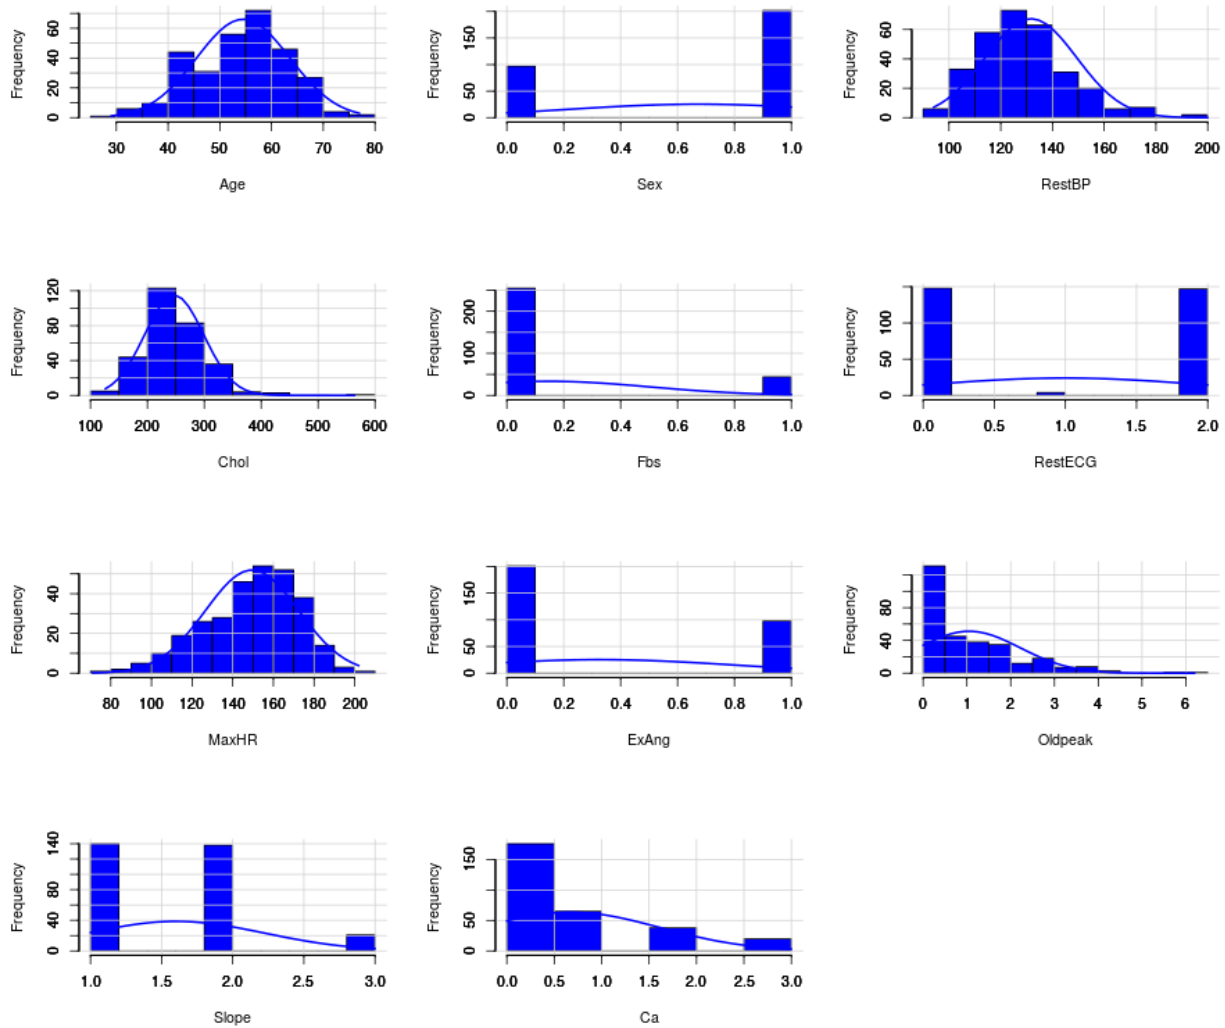 Frequency
0 20 40 60
30 40 50 60 70 80
Age
Frequency
0 50 150
0.0 0.2 0.4 0.6 0.8 1.0
Sex
Frequency
0 20 40 60
100 120 140 160 180 200
RestBP
Frequency
0 40 80 120
100 200 300 400 500 600
Chol
Frequency
0 50 100 200
0.0 0.2 0.4 0.6 0.8 1.0
Fbs
Frequency
0 50 100
0.0 0.5 1.0 1.5 2.0
RestECG
Frequency
0 20 40
80 100 120 140 160 180 200
MaxHR
Frequency
0 50 150
0.0 0.2 0.4 0.6 0.8 1.0
ExAng
Frequency
0 20 40 80
0 1 2 3 4 5 6
Oldpeak
Frequency
0 40 80 140
1.0 1.5 2.0 2.5 3.0
Slope
Frequency
0 50 150
0.0 0.5 1.0 1.5 2.0 2.5 3.0
Ca